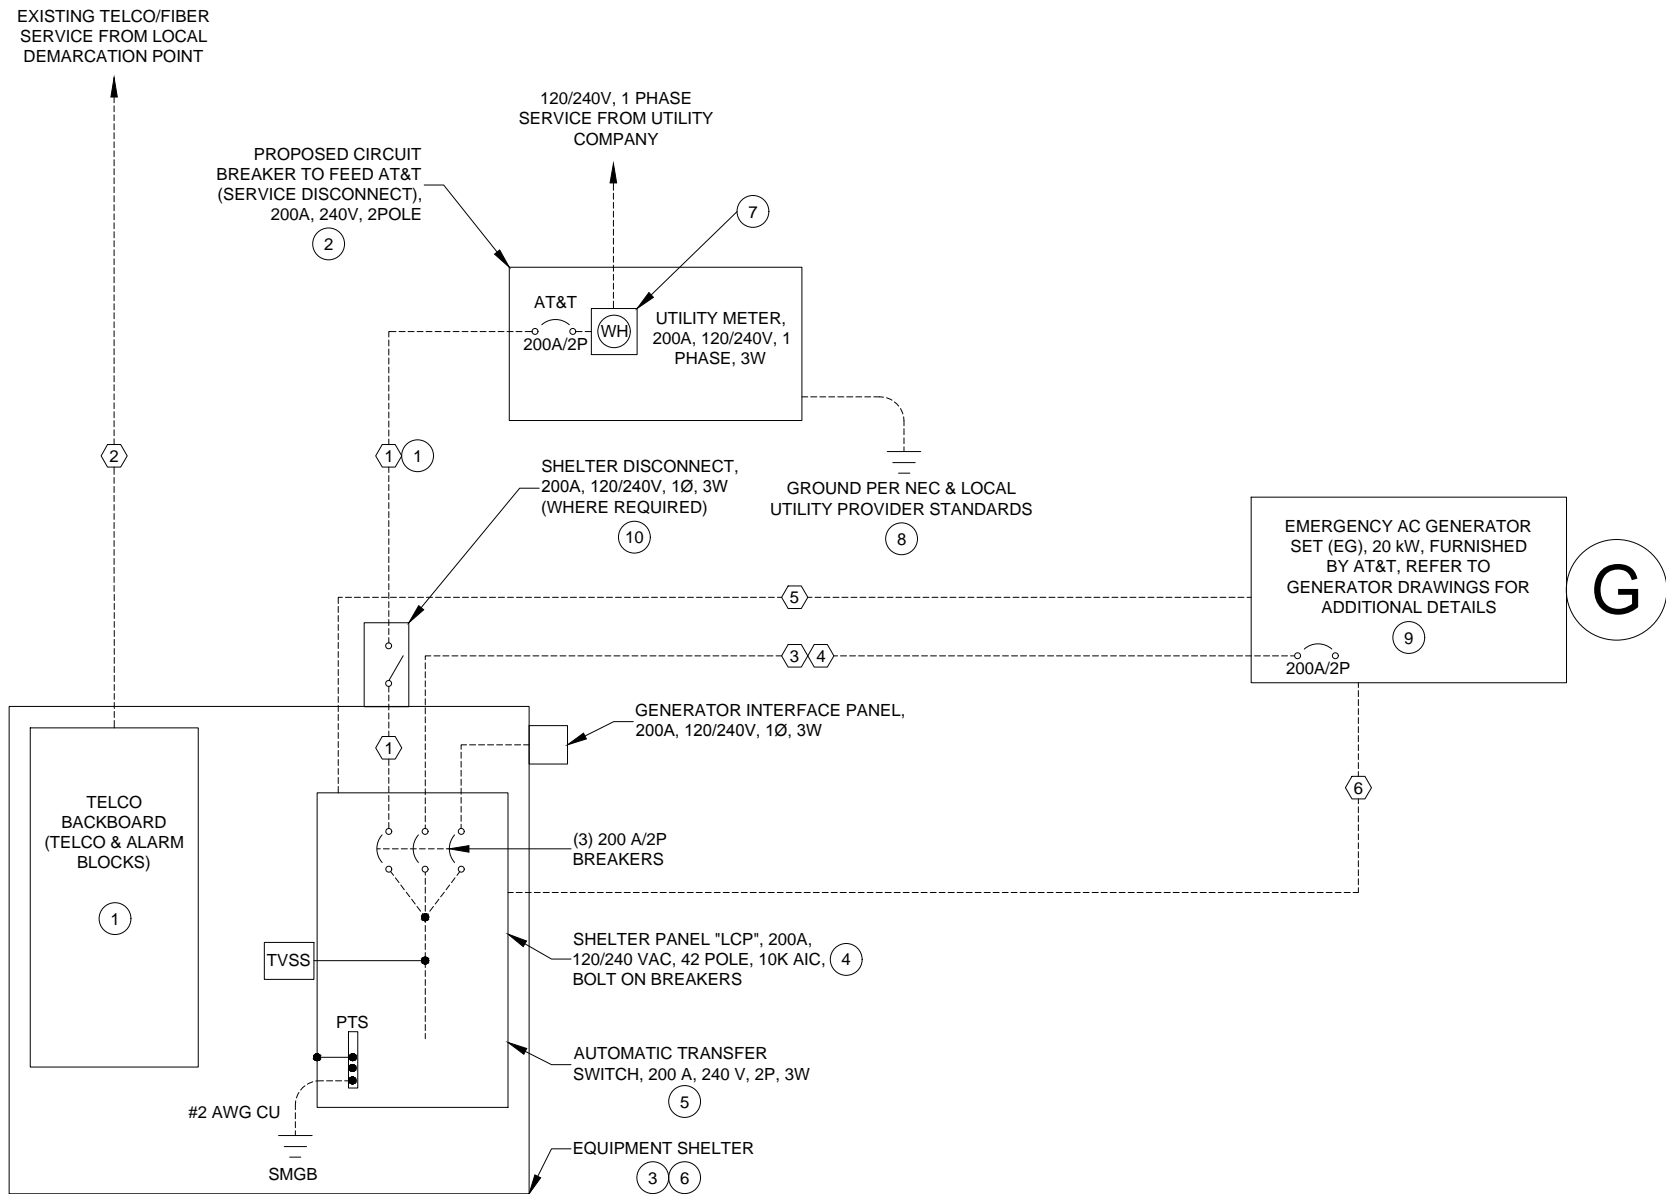 EXISTING TELCO/FIBER
SERVICE FROM LOCAL
DEMARCATION POINT
120/240V, 1 PHASE
SERVICE FROM UTILITY
COMPANY
PROPOSED CIRCUIT
BREAKER TO FEED AT&T
(SERVICE DISCONNECT),
200A, 240V, 2POLE
2
7
AT&T
200A/2P
WH
UTILITY METER,
200A, 120/240V, 1
PHASE, 3W
2
1
1
SHELTER DISCONNECT,
200A, 120/240V, 1Ø, 3W
(WHERE REQUIRED)
10
GROUND PER NEC & LOCAL
UTILITY PROVIDER STANDARDS
8
EMERGENCY AC GENERATOR
SET (EG), 20 kW, FURNISHED
BY AT&T, REFER TO
GENERATOR DRAWINGS FOR
ADDITIONAL DETAILS
9
200A/2P
G
5
3
4
GENERATOR INTERFACE PANEL,
200A, 120/240V, 1Ø, 3W
1
6
TELCO
BACKBOARD
(TELCO & ALARM
BLOCKS)
1
(3) 200 A/2P
BREAKERS
SHELTER PANEL "LCP", 200A,
120/240 VAC, 42 POLE, 10K AIC,
BOLT ON BREAKERS
4
TVSS
PTS
AUTOMATIC TRANSFER
SWITCH, 200 A, 240 V, 2P, 3W
5
#2 AWG CU
SMGB
EQUIPMENT SHELTER
3
6